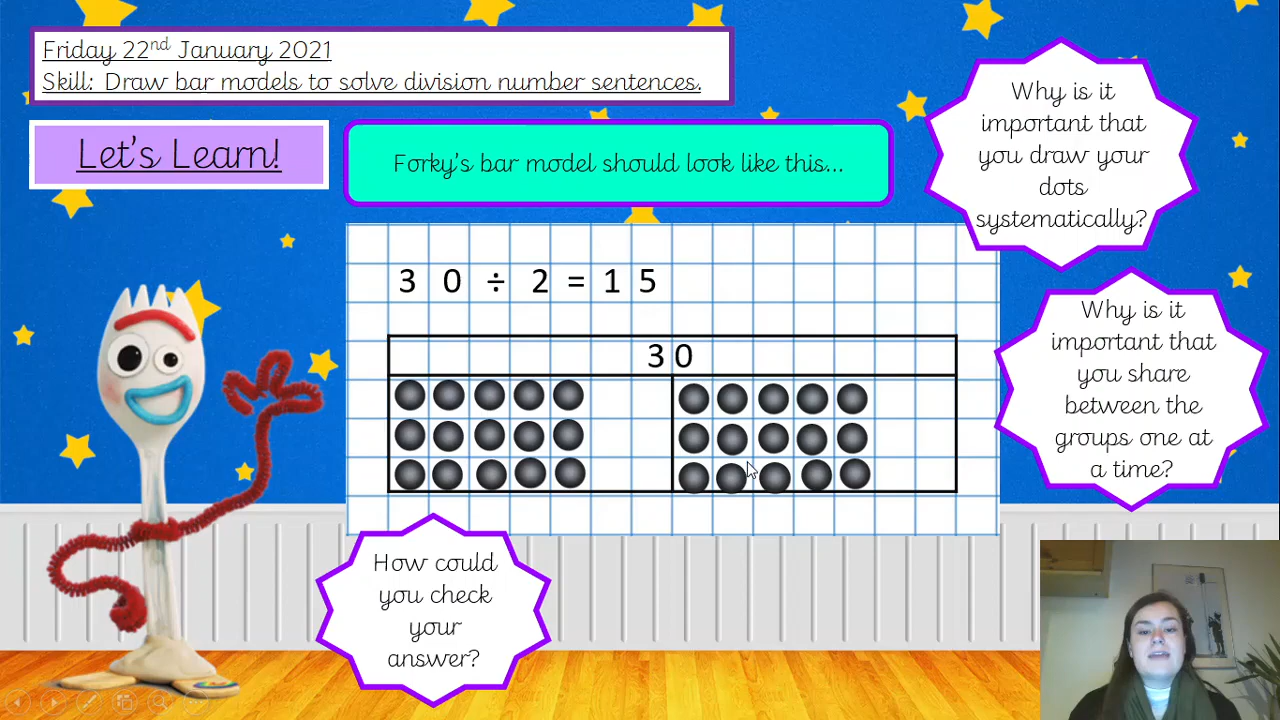 Friday 22nd January 2021
Skill: Draw bar models to solve division number sentences.
Let's Learn!
Forky's bar model should look like this...
3 0 ÷ 2 = 1 5
3 0
Why is it
important that
you draw your
dots
systematically?
Why is it
important that
you share
between the
groups one at
a time?
How could
you check
your
answer?